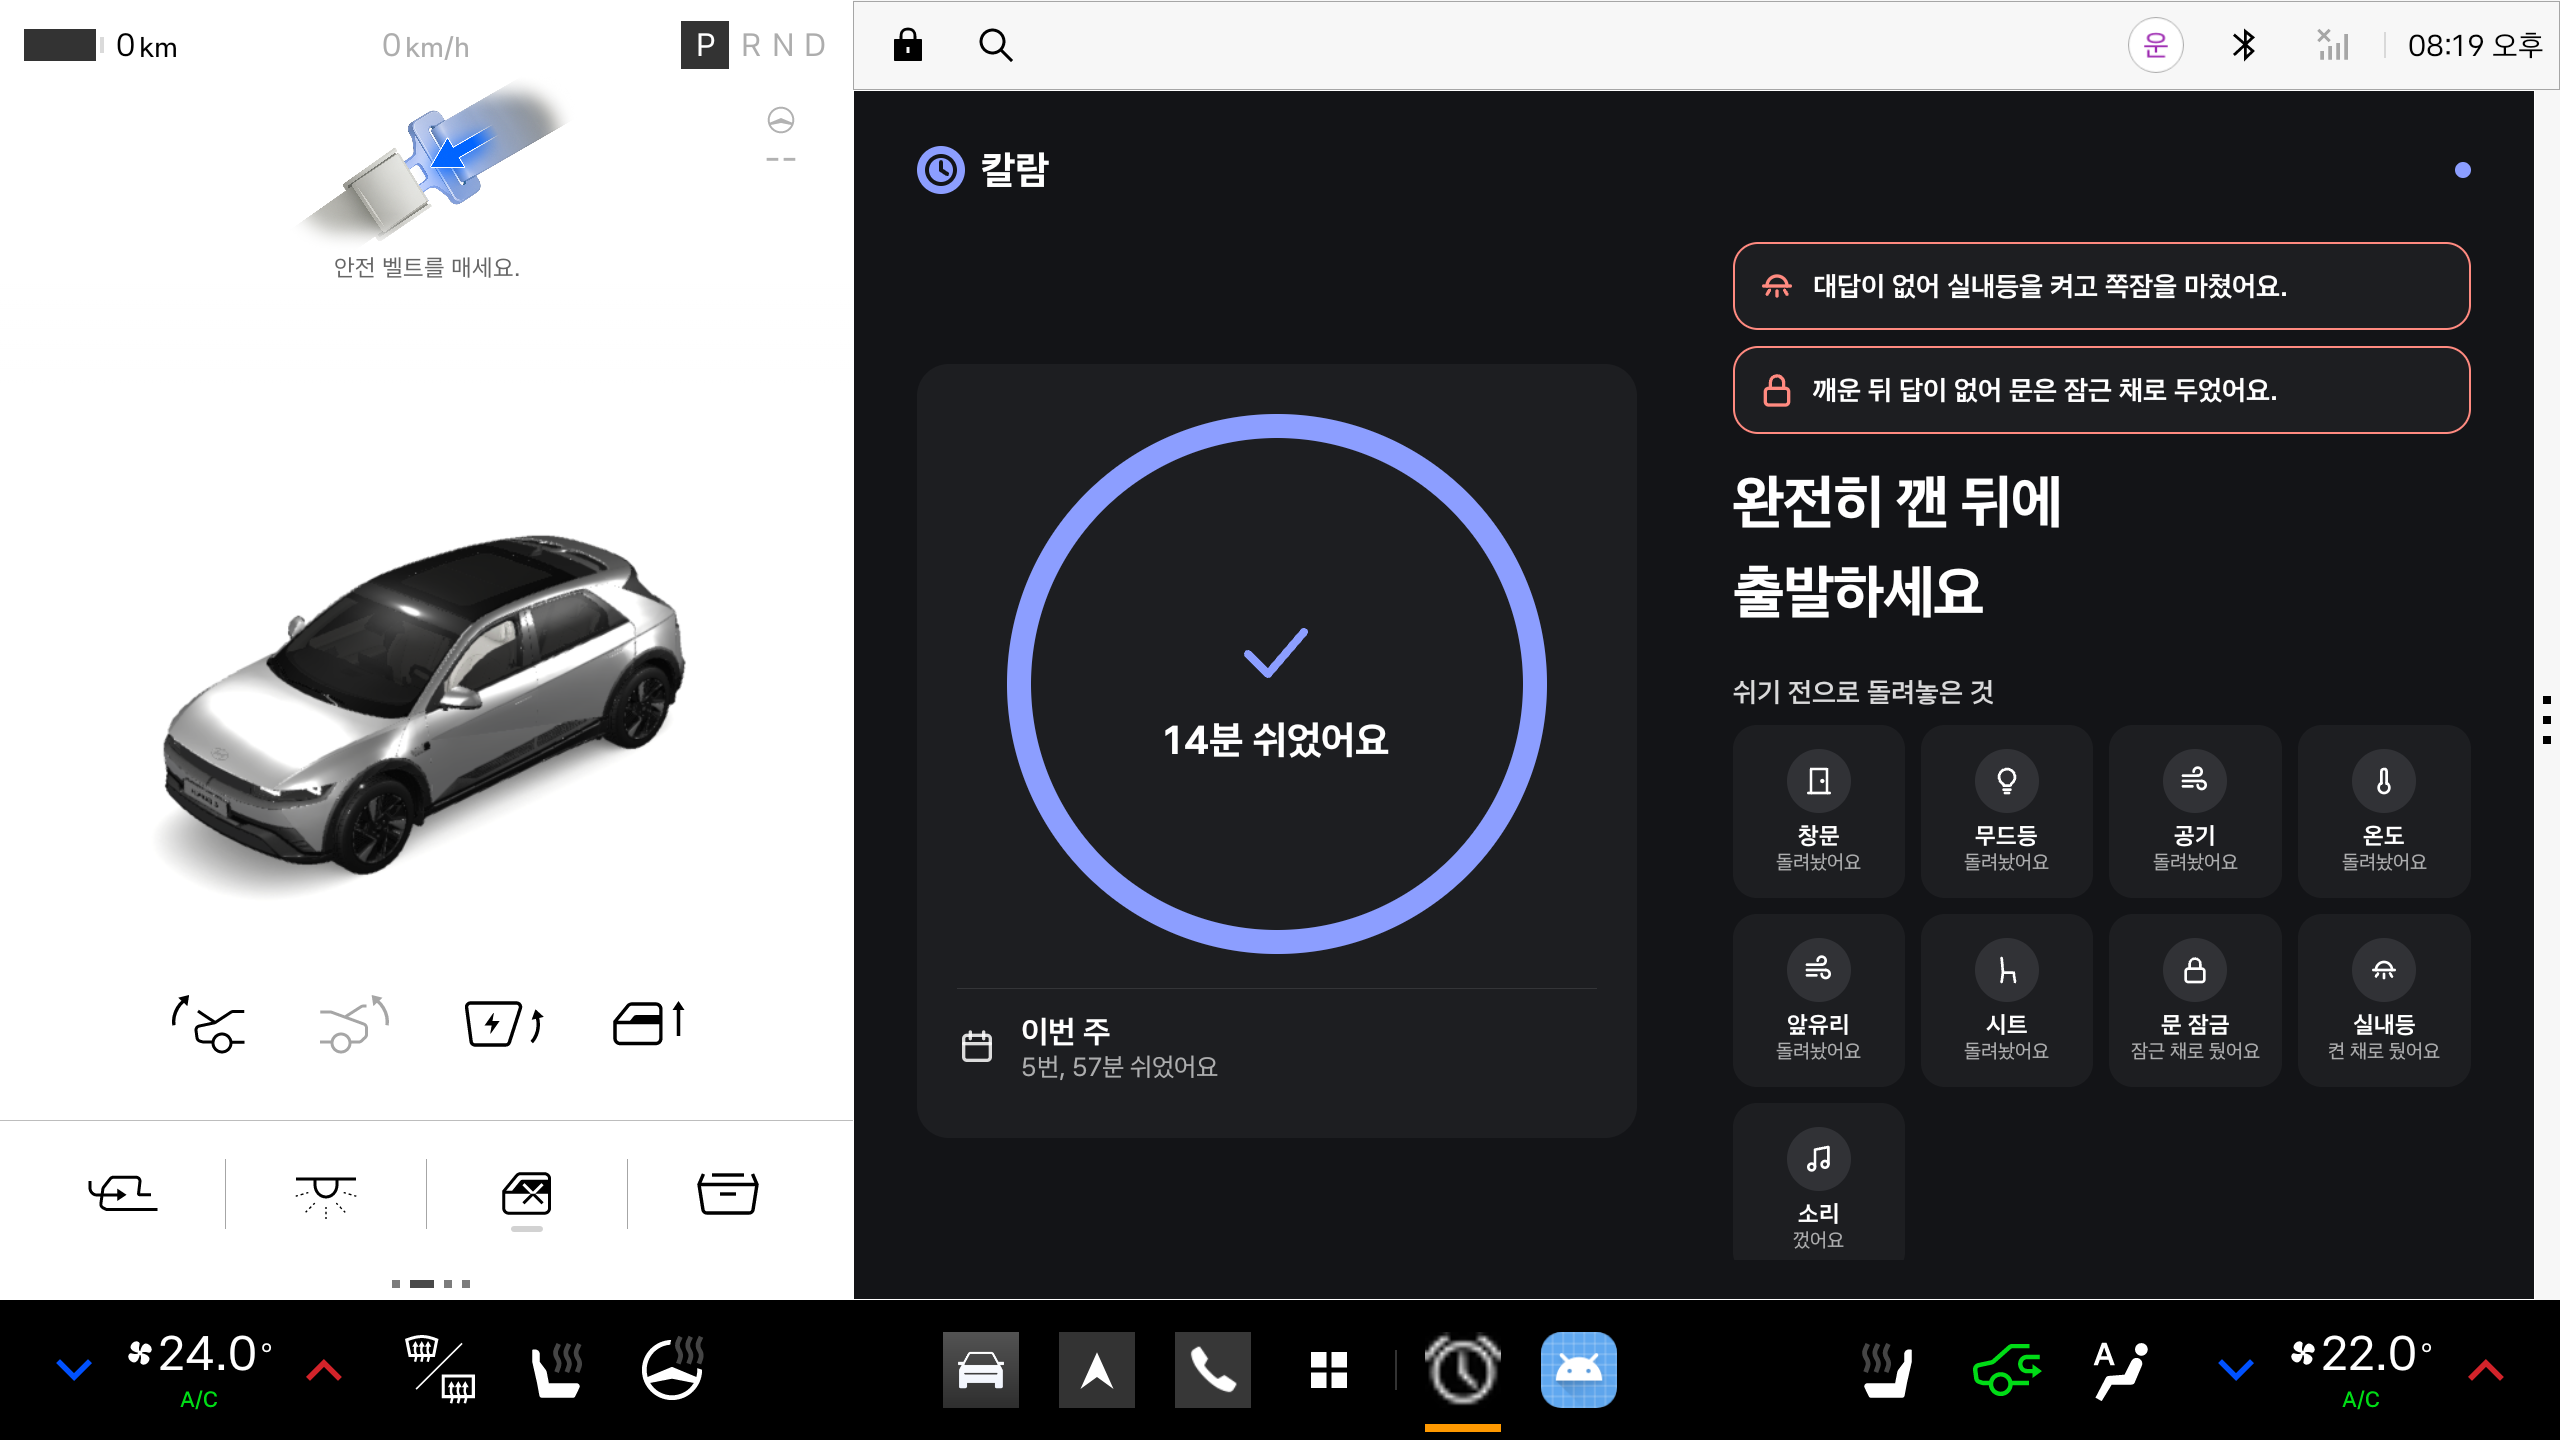 0 km
0 km/h
P R N D
안전 벨트를 매세요.
--
운
08:19 오후
칼람
14분 쉬었어요
이번 주
5번, 57분 쉬었어요
대답이 없어 실내등을 켜고 쪽잠을 마쳤어요.
깨운 뒤 답이 없어 문은 잠근 채로 두었어요.
완전히 깬 뒤에
출발하세요
쉬기 전으로 돌려놓은 것
창문
돌려놨어요
무드등
돌려놨어요
공기
돌려놨어요
온도
돌려놨어요
앞유리
돌려놨어요
시트
돌려놨어요
문 잠금
잠근 채로 뒀어요
실내등
켠 채로 뒀어요
소리
껐어요
24.0°
A/C
A
22.0°
A/C